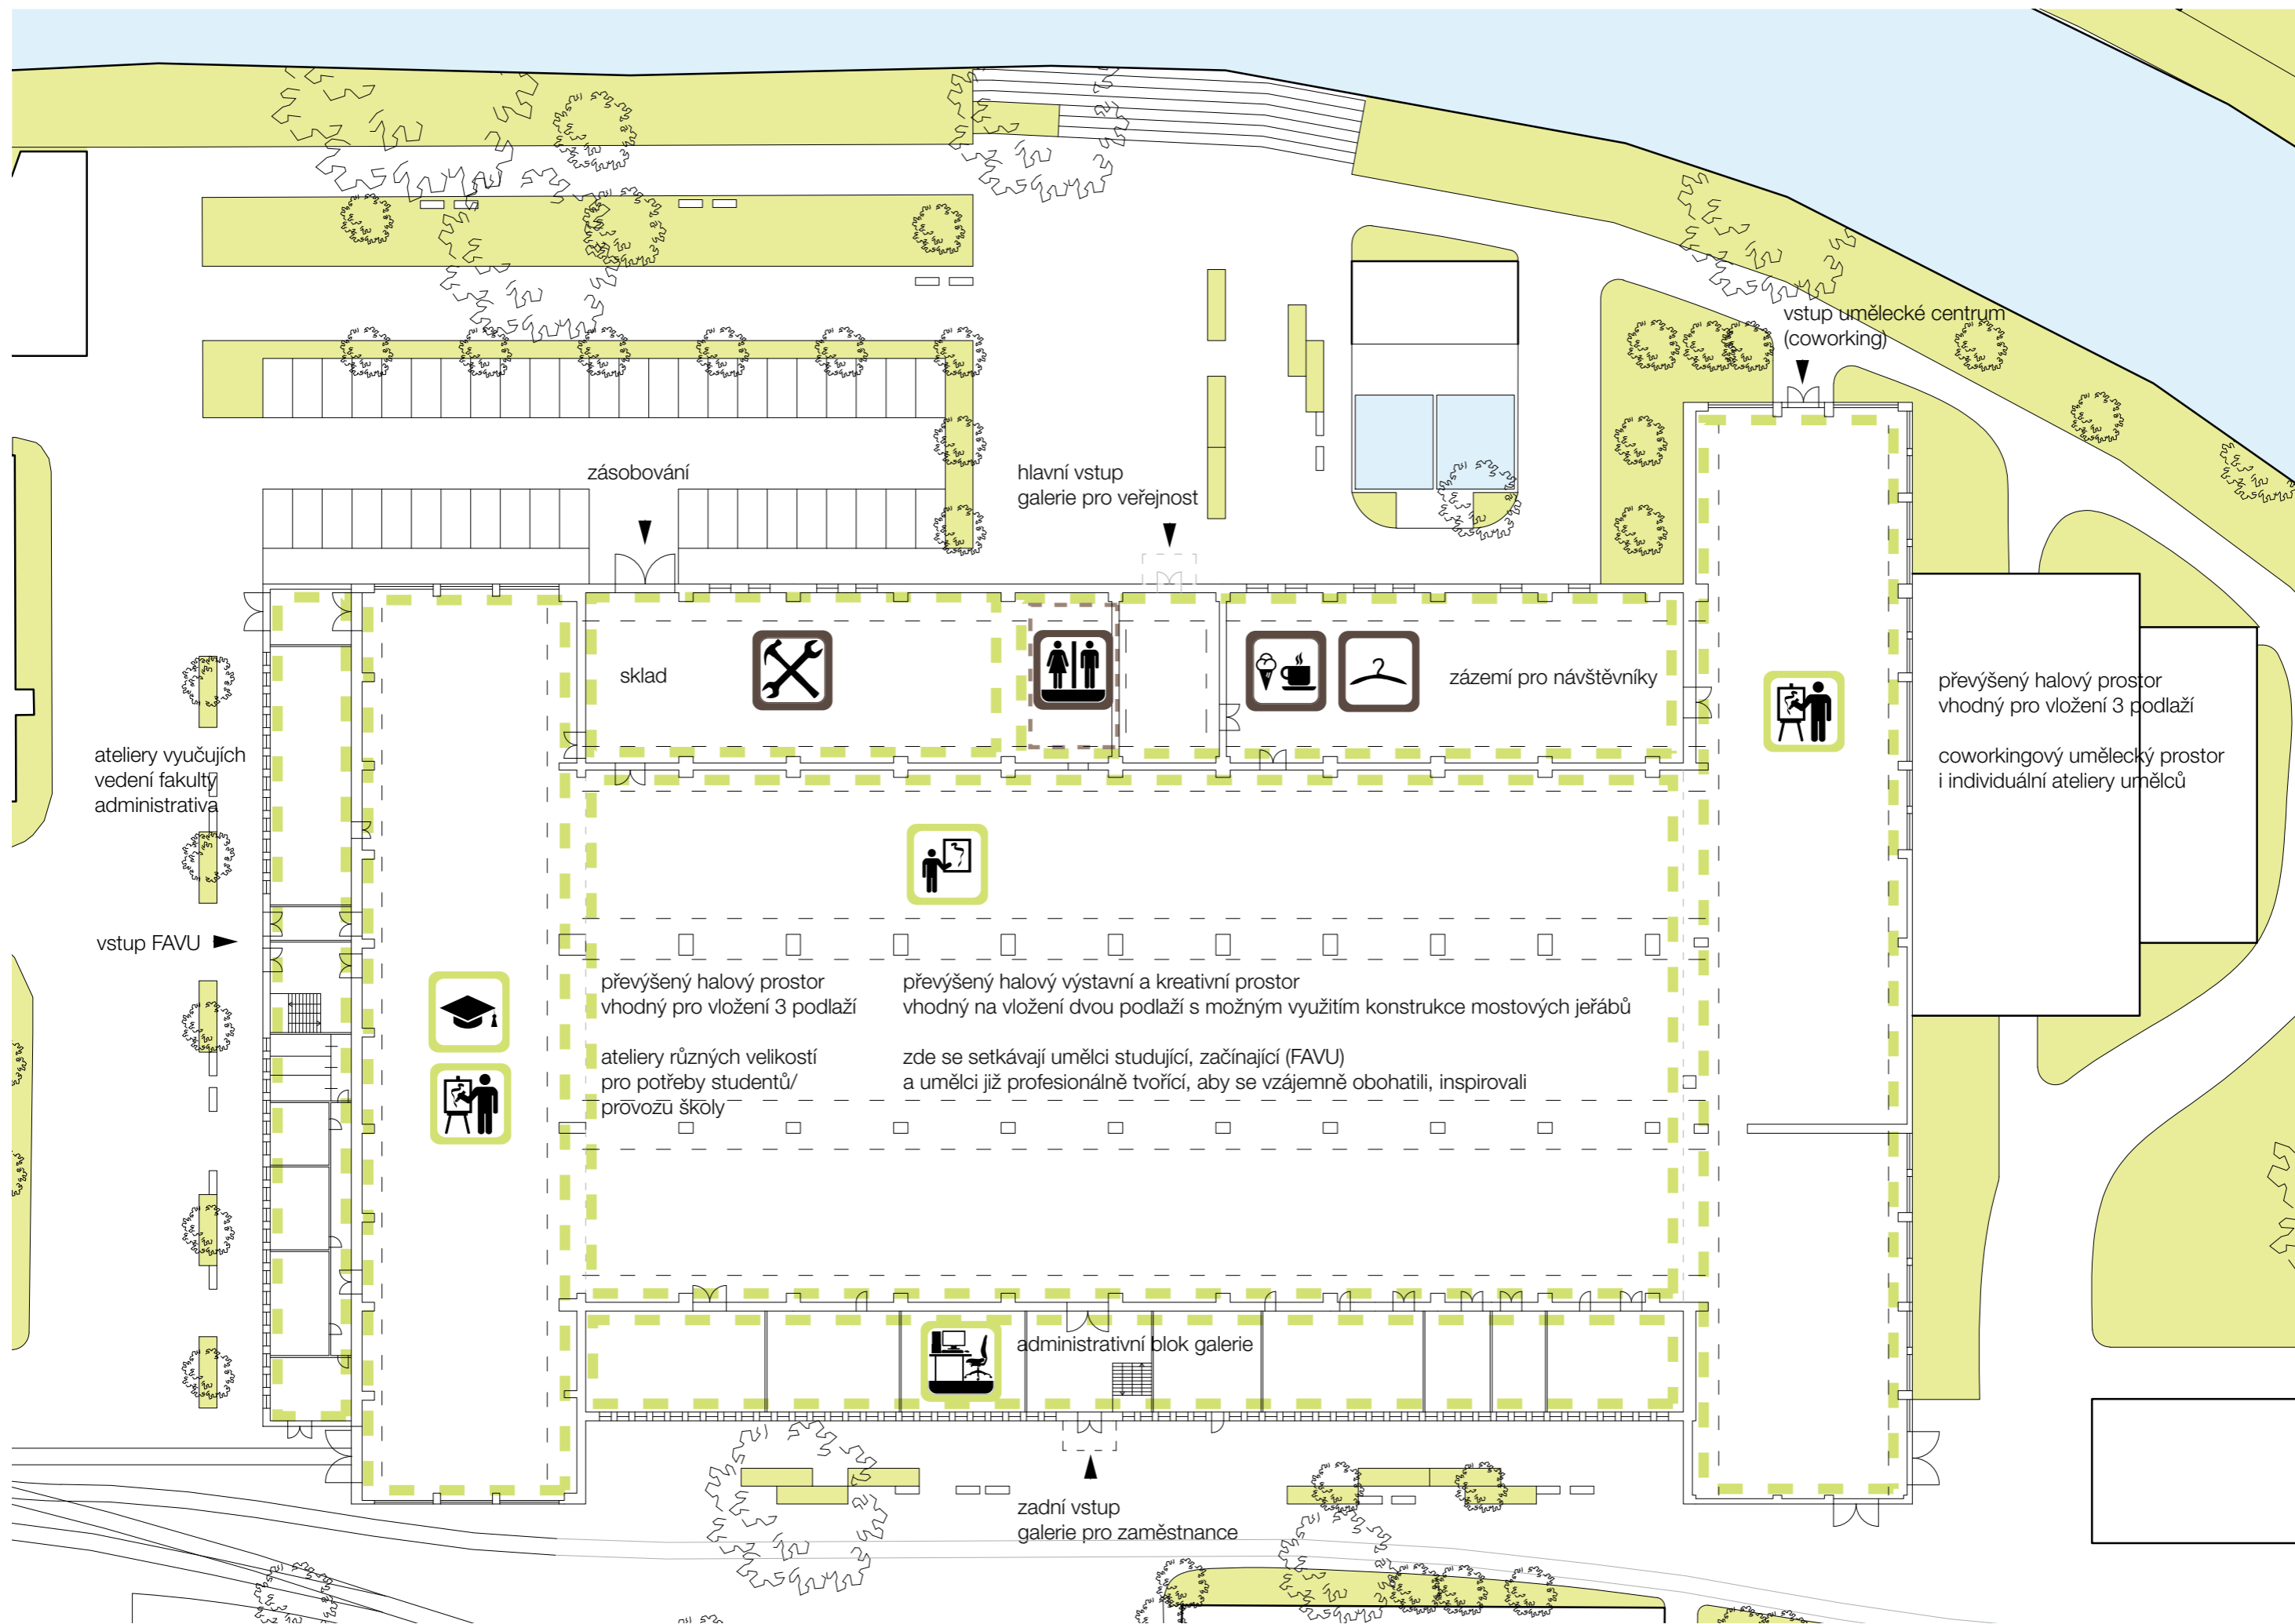 vstup umělecké centrum
(coworking)
zásobování
hlavní vstup
galerie pro veřejnost
sklad
zázemí pro návštěvníky
převýšený halový prostor
vhodný pro vložení 3 podlaží
coworkingový umělecký prostor
i individuální ateliery umělců
ateliery vyučujích
vedení fakulty
administrativa
vstup FAVU
převýšený halový prostor
vhodný pro vložení 3 podlaží
ateliery různých velikostí
pro potřeby studentů/
provozu školy
převýšený halový výstavní a kreativní prostor
vhodný na vložení dvou podlaží s možným využitím konstrukce mostových jeřábů
zde se setkávají umělci studující, začínající (FAVU)
a umělci již profesionálně tvořící, aby se vzájemně obohatili, inspirovali
administrativní blok galerie
zadní vstup
galerie pro zaměstnance